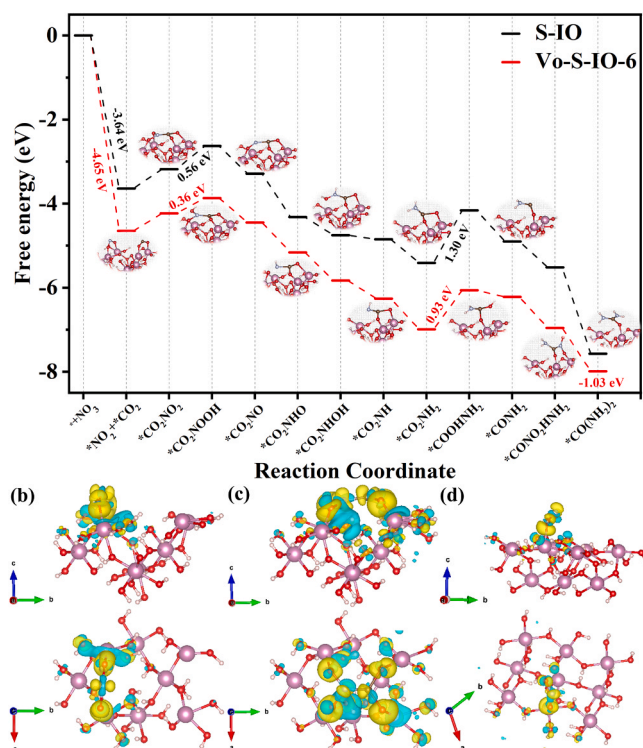 S-IO
Vo-S-IO-6
Free energy (eV)
0
-2
-4
-6
-8
-3.64 eV
-4.65 eV
0.56 eV
0.36 eV
1.30 eV
0.93 eV
-1.03 eV
*+NO3
*NO2+*CO2
*CO2NO2
*CO2NOOH
*CO2NO
*CO2NHO
*CO2NHOH
*CO2NH
*CO2NH2
*COOHNH2
*CONH2
*CONO2HNH2
*CO(NH2)2
Reaction Coordinate
(b)
(c)
(d)
c
b
c
b
c
b
b
b
b